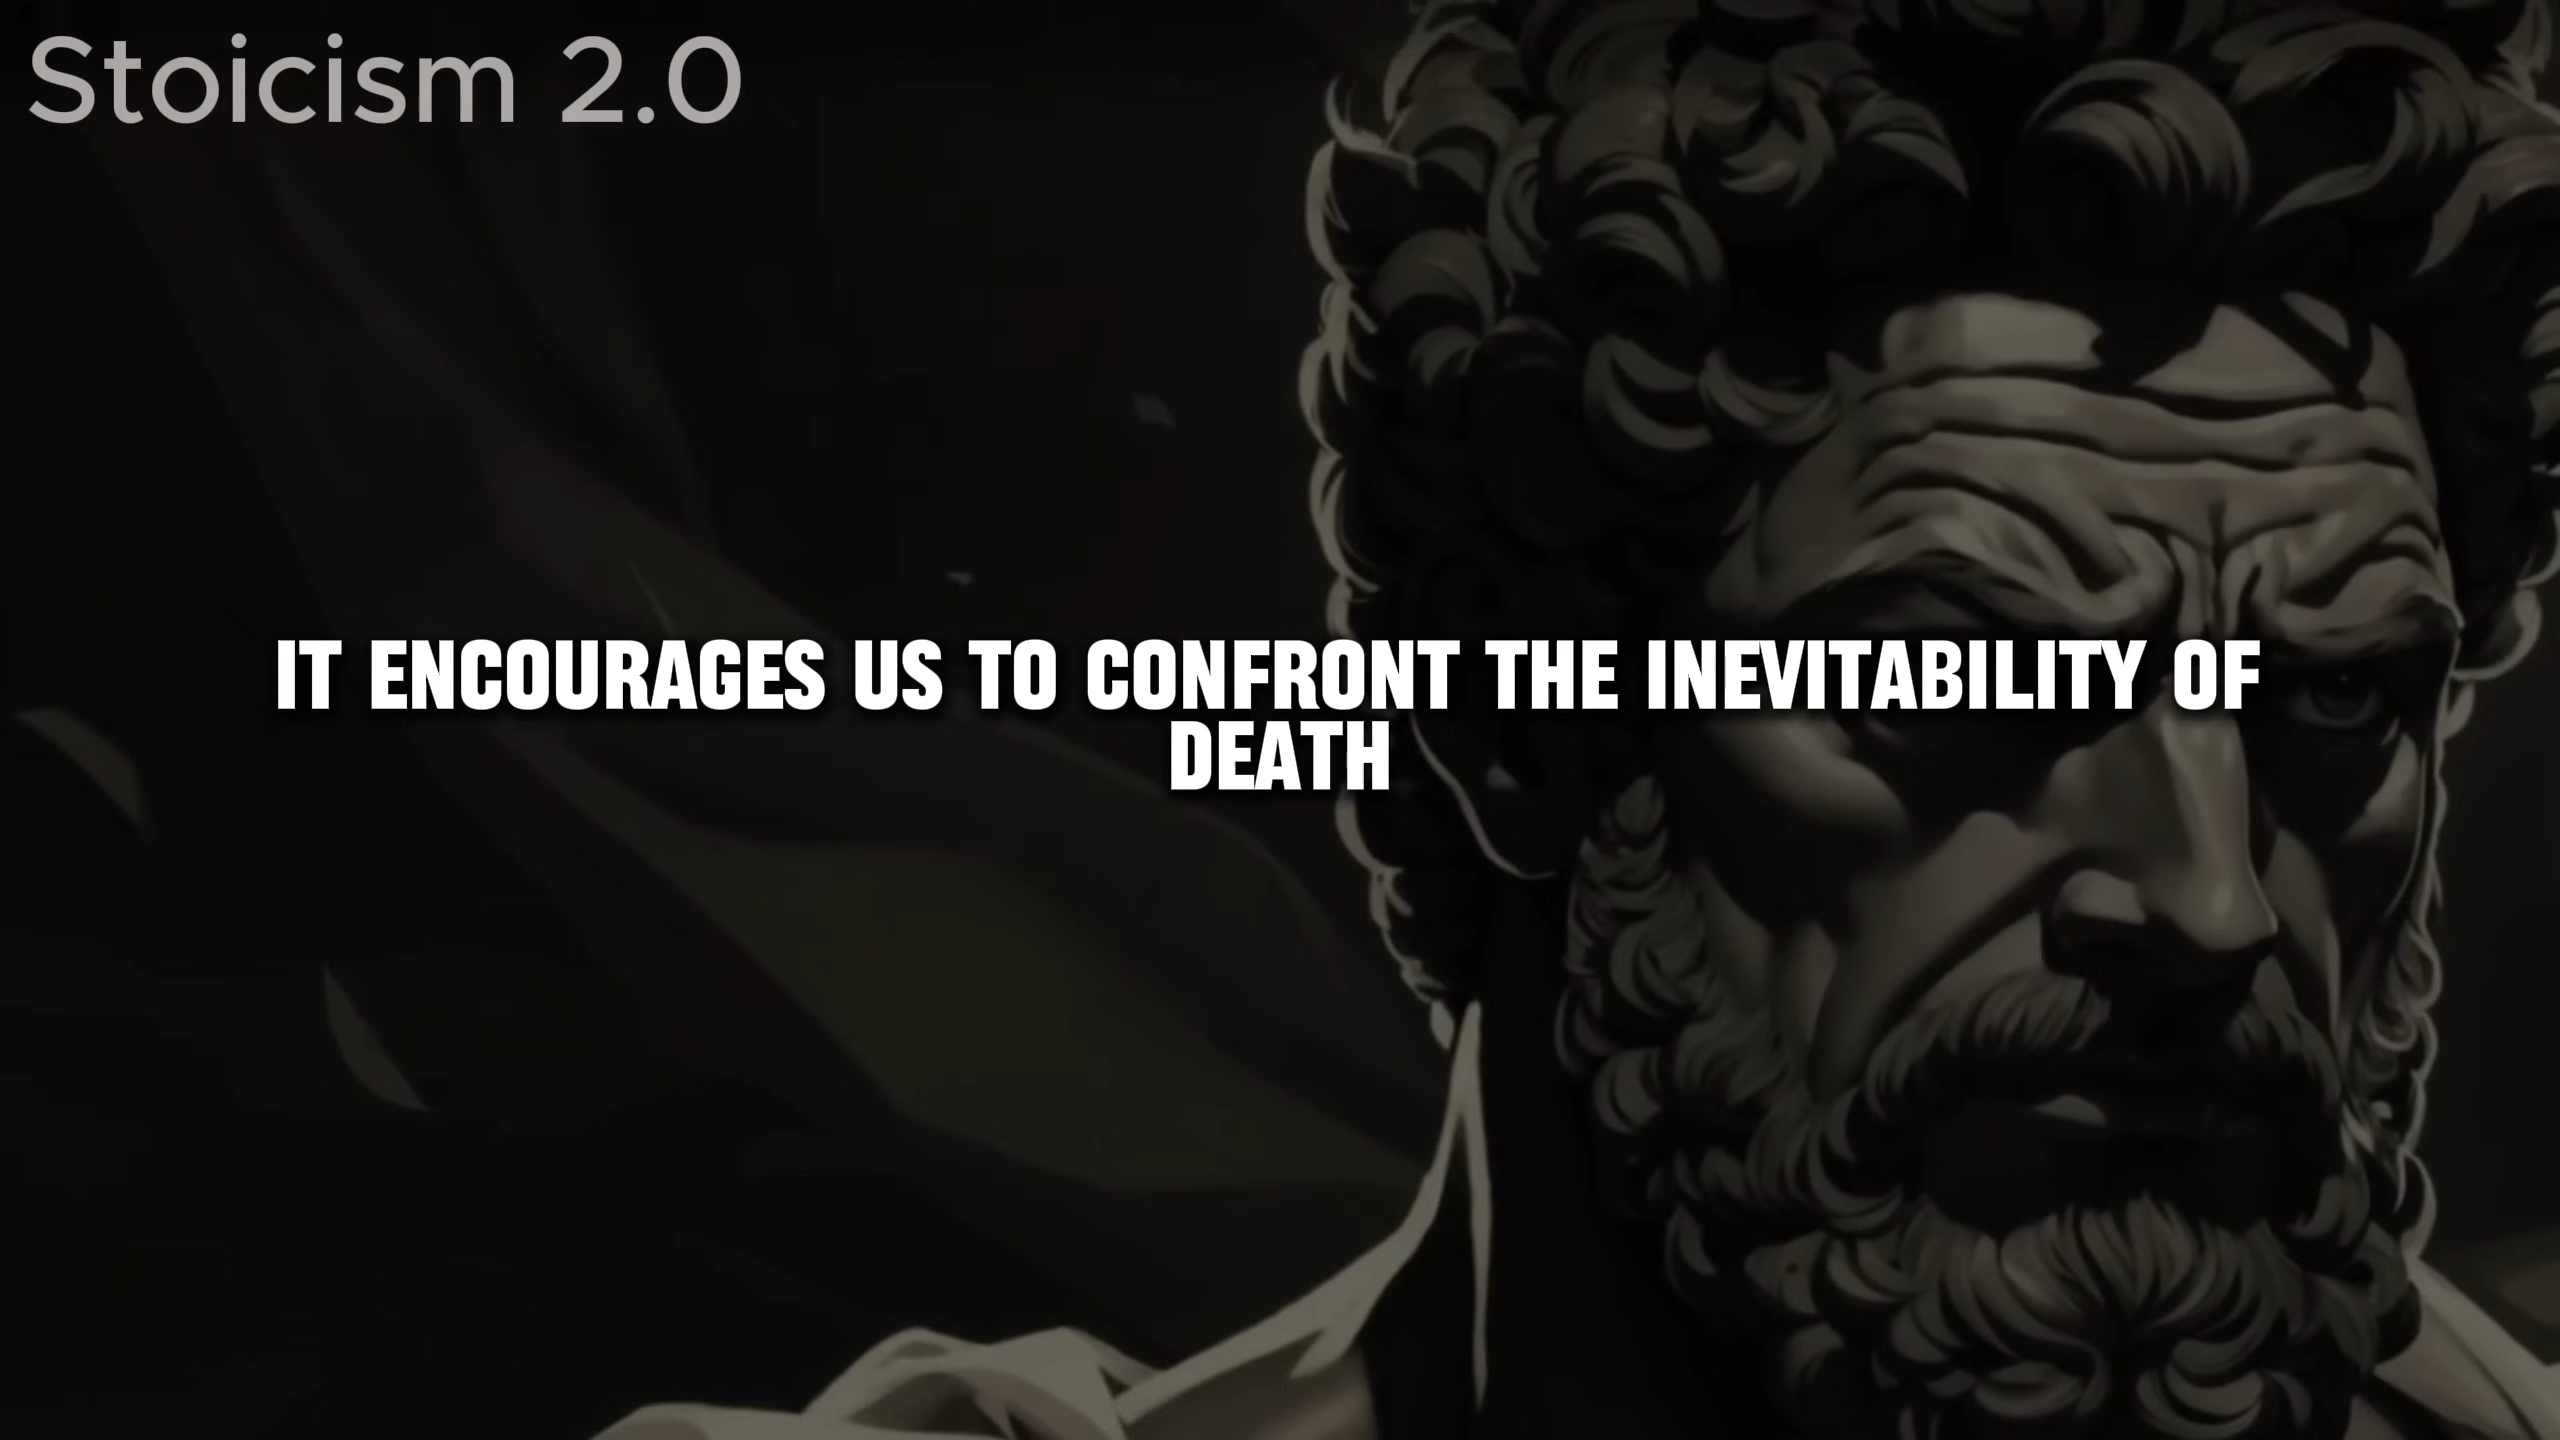 Stoicism 2.0
IT ENCOURAGES US TO CONFRONT THE INEVITABILITY OF
DEATH